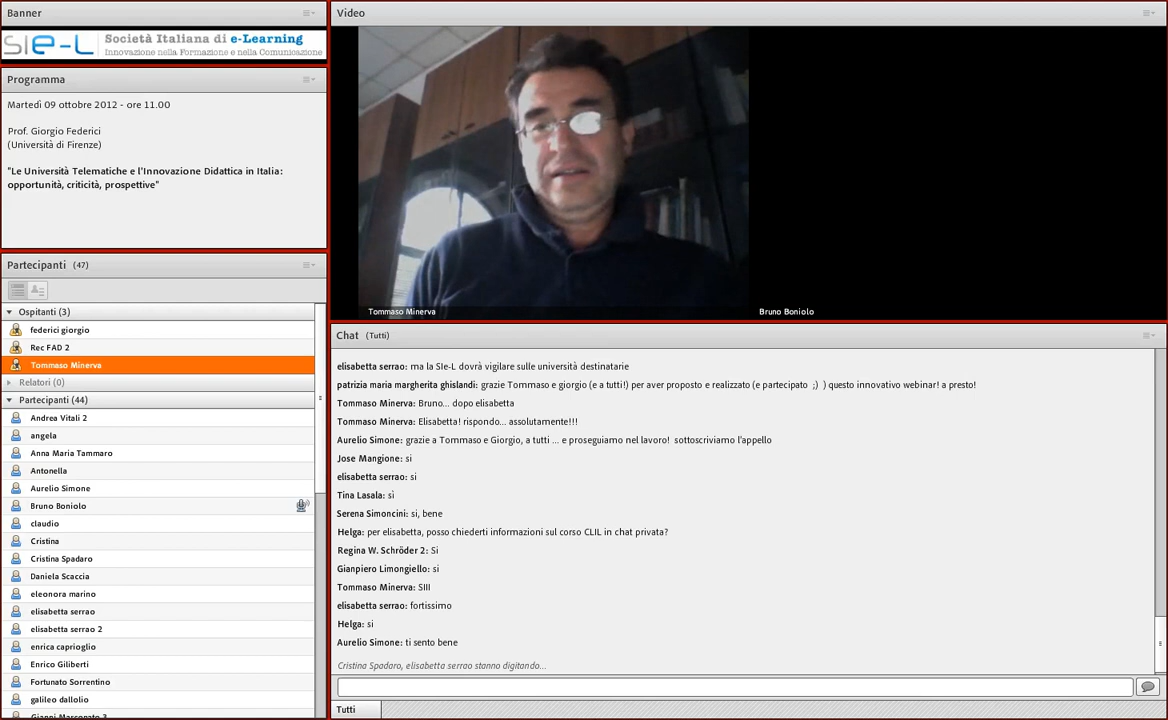 Banner
SIe-L Società Italiana di e-Learning
Innovazione nella Formazione e nella Comunicazione
Programma
Martedì 09 ottobre 2012 - ore 11.00
Prof. Giorgio Federici
(Università di Firenze)
"Le Università Telematiche e l'Innovazione Didattica in Italia:
opportunità, criticità, prospettive"
Partecipanti (47)
Ospitanti (3)
federici giorgio
Rec FAD 2
Tommaso Minerva
Relatori (0)
Partecipanti (44)
Andrea Vitali 2
angela
Anna Maria Tammaro
Antonella
Aurelio Simone
Bruno Boniolo
claudio
Cristina
Cristina Spadaro
Daniela Scaccia
eleonora marino
elisabetta serrao
elisabetta serrao 2
enrica caprioglio
Enrico Giliberti
Fortunato Sorrentino
galileo dallolio
Gianni Marconato 3
Video
Tommaso Minerva
Bruno Boniolo
Chat (Tutti)
elisabetta serrao: ma la SIe-L dovrà vigilare sulle università destinatarie
patrizia maria margherita ghislandi: grazie Tommaso e giorgio (e a tutti!) per aver proposto e realizzato (e partecipato ;) ) questo innovativo webinar! a presto!
Tommaso Minerva: Bruno... dopo elisabetta
Tommaso Minerva: Elisabetta! rispondo... assolutamente!!!
Aurelio Simone: grazie a Tommaso e Giorgio, a tutti ... e proseguiamo nel lavoro! sottoscriviamo l'appello
Jose Mangione: si
elisabetta serrao: si
Tina Lasala: sì
Serena Simoncini: si, bene
Helga: per elisabetta, posso chiederti informazioni sul corso CLIL in chat privata?
Regina W. Schröder 2: Si
Gianpiero Limongiello: si
Tommaso Minerva: SIII
elisabetta serrao: fortissimo
Helga: si
Aurelio Simone: ti sento bene
Cristina Spadaro, elisabetta serrao stanno digitando...
Tutti